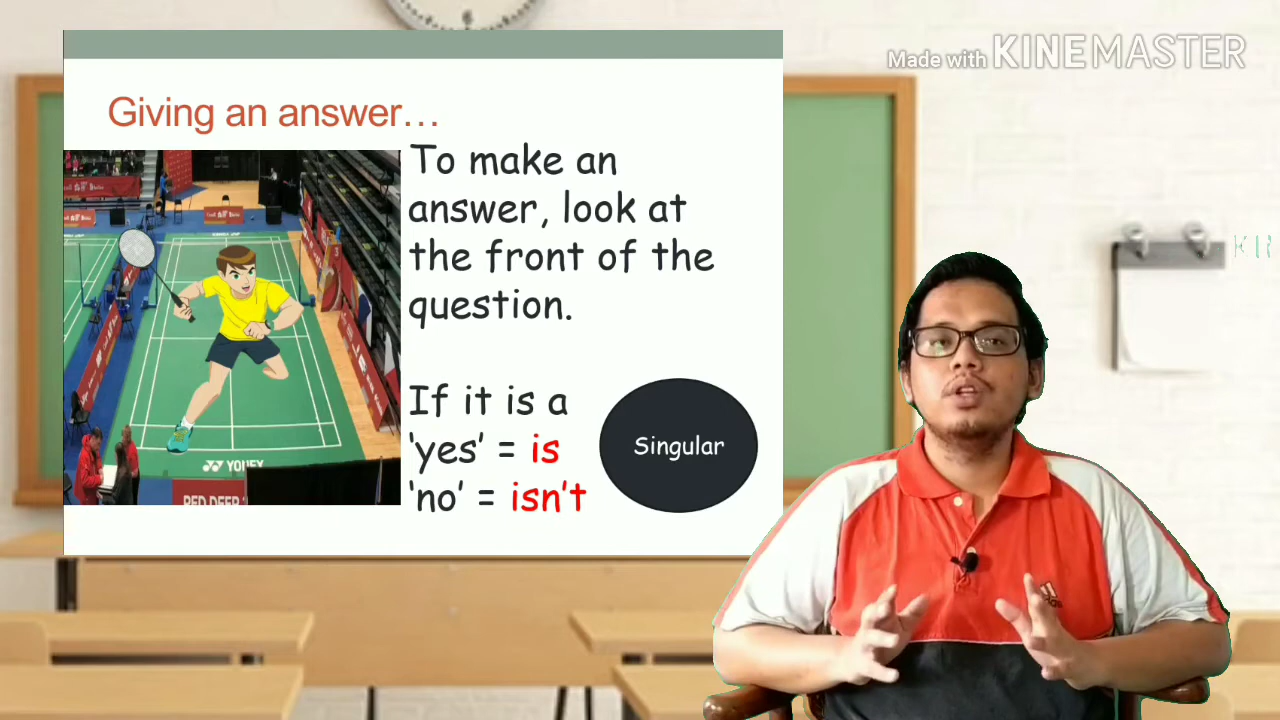 Made with KINEMASTER
Giving an answer…
To make an
answer, look at
the front of the
question.
If it is a
'yes' = is
'no' = isn't
Singular
YONEX
RED DEER